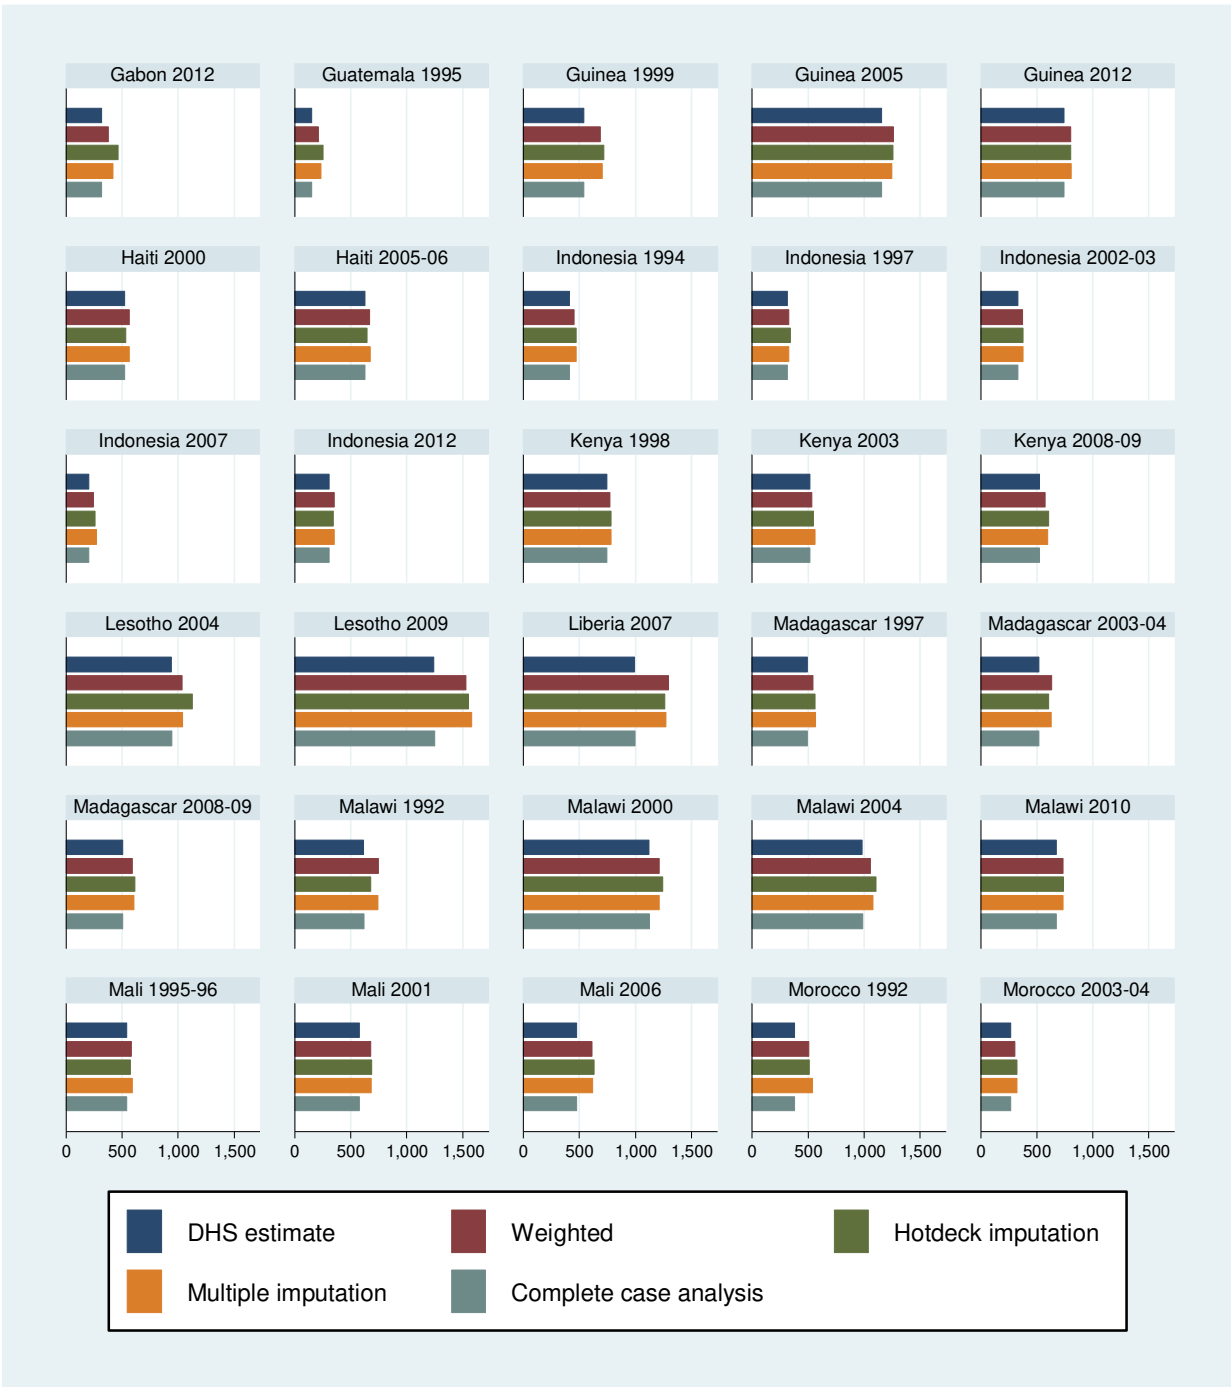 Gabon 2012
Guatemala 1995
Guinea 1999
Guinea 2005
Guinea 2012
Haiti 2000
Haiti 2005-06
Indonesia 1994
Indonesia 1997
Indonesia 2002-03
Indonesia 2007
Indonesia 2012
Kenya 1998
Kenya 2003
Kenya 2008-09
Lesotho 2004
Lesotho 2009
Liberia 2007
Madagascar 1997
Madagascar 2003-04
Madagascar 2008-09
Malawi 1992
Malawi 2000
Malawi 2004
Malawi 2010
Mali 1995-96
Mali 2001
Mali 2006
Morocco 1992
Morocco 2003-04
0 500 1,000 1,500
0 500 1,000 1,500
0 500 1,000 1,500
0 500 1,000 1,500
0 500 1,000 1,500
DHS estimate
Weighted
Hotdeck imputation
Multiple imputation
Complete case analysis